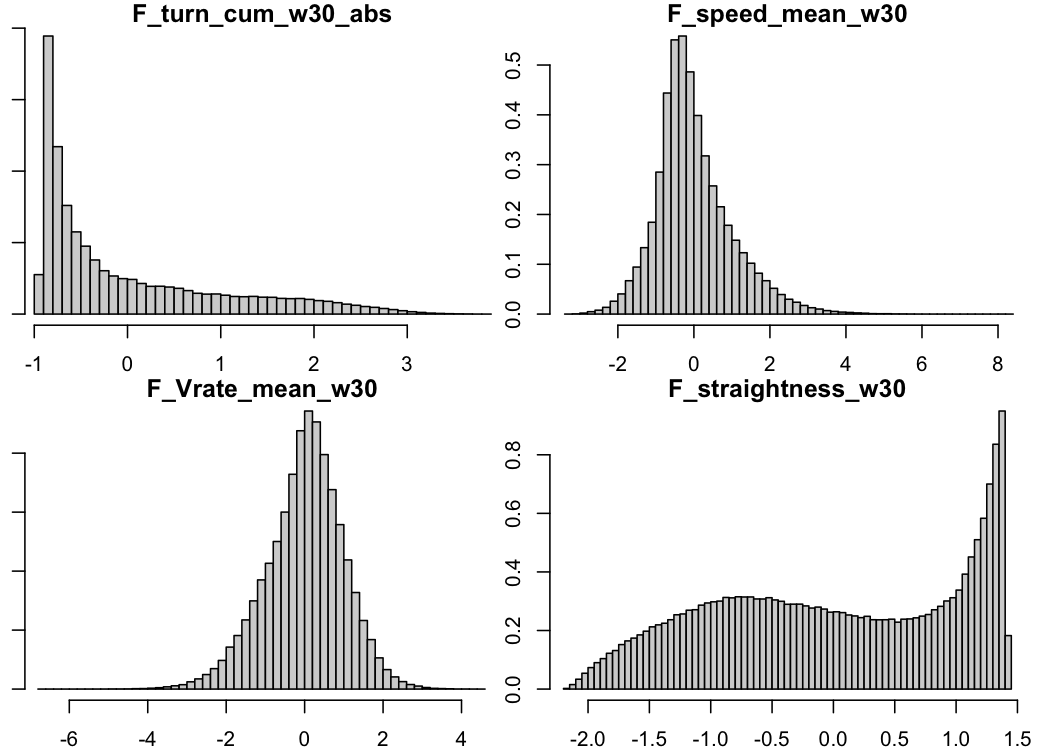 F_turn_cum_w30_abs
-1 0 1 2 3
F_speed_mean_w30
0.0 0.1 0.2 0.3 0.4 0.5
-2 0 2 4 6 8
F_Vrate_mean_w30
-6 -4 -2 0 2 4
F_straightness_w30
0.0 0.2 0.4 0.6 0.8
-2.0 -1.5 -1.0 -0.5 0.0 0.5 1.0 1.5